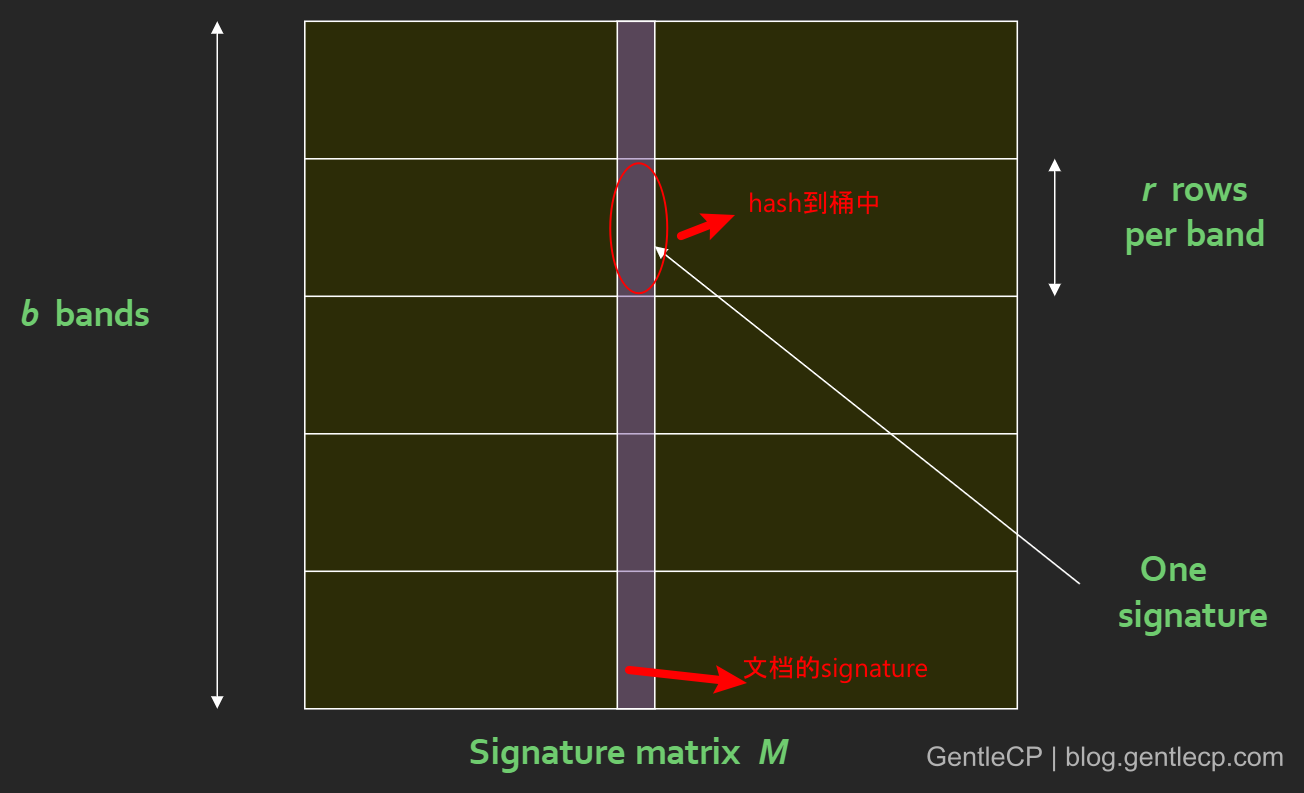 hash到桶中
r rows
per band
b bands
One
signature
文档的signature
Signature matrix M
GentleCP | blog.gentlecp.com